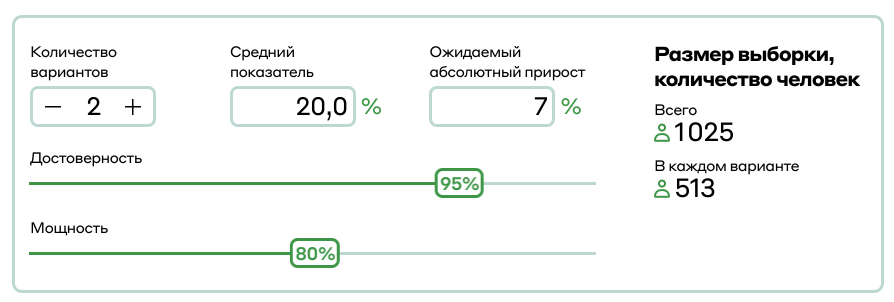 Количество
вариантов
− 2 +
Средний
показатель
20,0 %
Ожидаемый
абсолютный прирост
7 %
Достоверность
95%
Мощность
80%
Размер выборки,
количество человек
Всего
1025
В каждом варианте
513